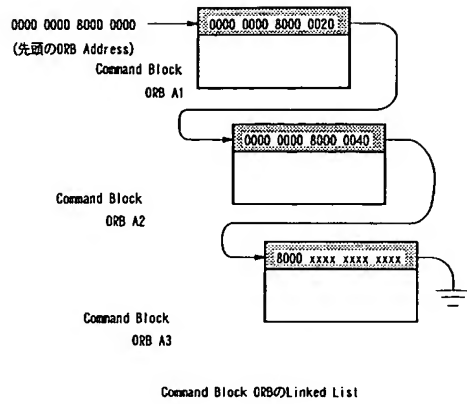 0000 0000 8000 0000
(先頭のORB Address)
0000 0000 8000 0020
Command Block
ORB A1
0000 0000 8000 0040
Command Block
ORB A2
8000 xxxx xxxx xxxx
Command Block
ORB A3
Command Block ORBのLinked List